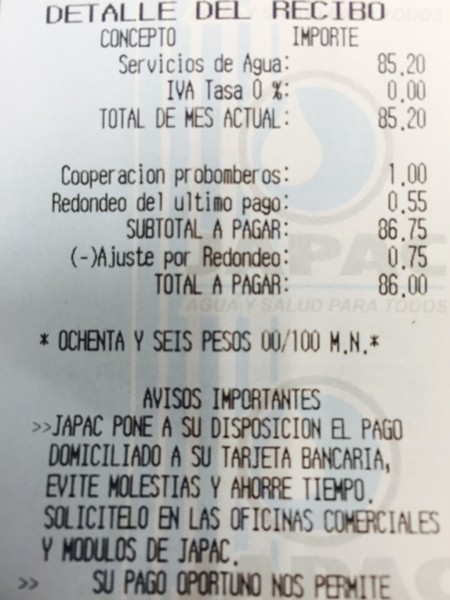 DETALLE DEL RECIBO
CONCEPTO IMPORTE
Servicios de Agua: 85.20
IVA Tasa 0 %: 0.00
TOTAL DE MES ACTUAL: 85.20
Cooperacion probomberos: 1.00
Redondeo del ultimo pago: 0.55
SUBTOTAL A PAGAR: 86.75
(-)Ajuste por Redondeo: 0.75
TOTAL A PAGAR: 86.00
JAPAC
AGUA Y SALUD PARA TODOS
* OCHENTA Y SEIS PESOS 00/100 M.N.*
AVISOS IMPORTANTES
>>JAPAC PONE A SU DISPOSICION EL PAGO
DOMICILIADO A SU TARJETA BANCARIA,
EVITE MOLESTIAS Y AHORRE TIEMPO.
SOLICITELO EN LAS OFICINAS COMERCIALES
Y MODULOS DE JAPAC.
>> SU PAGO OPORTUNO NOS PERMITE